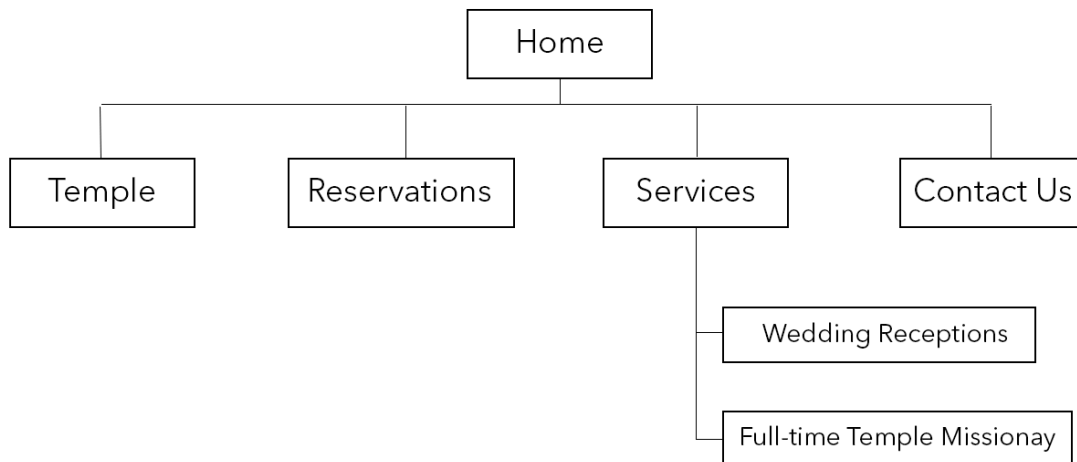 Home
Temple
Reservations
Services
Contact Us
Wedding Receptions
Full-time Temple Missionay